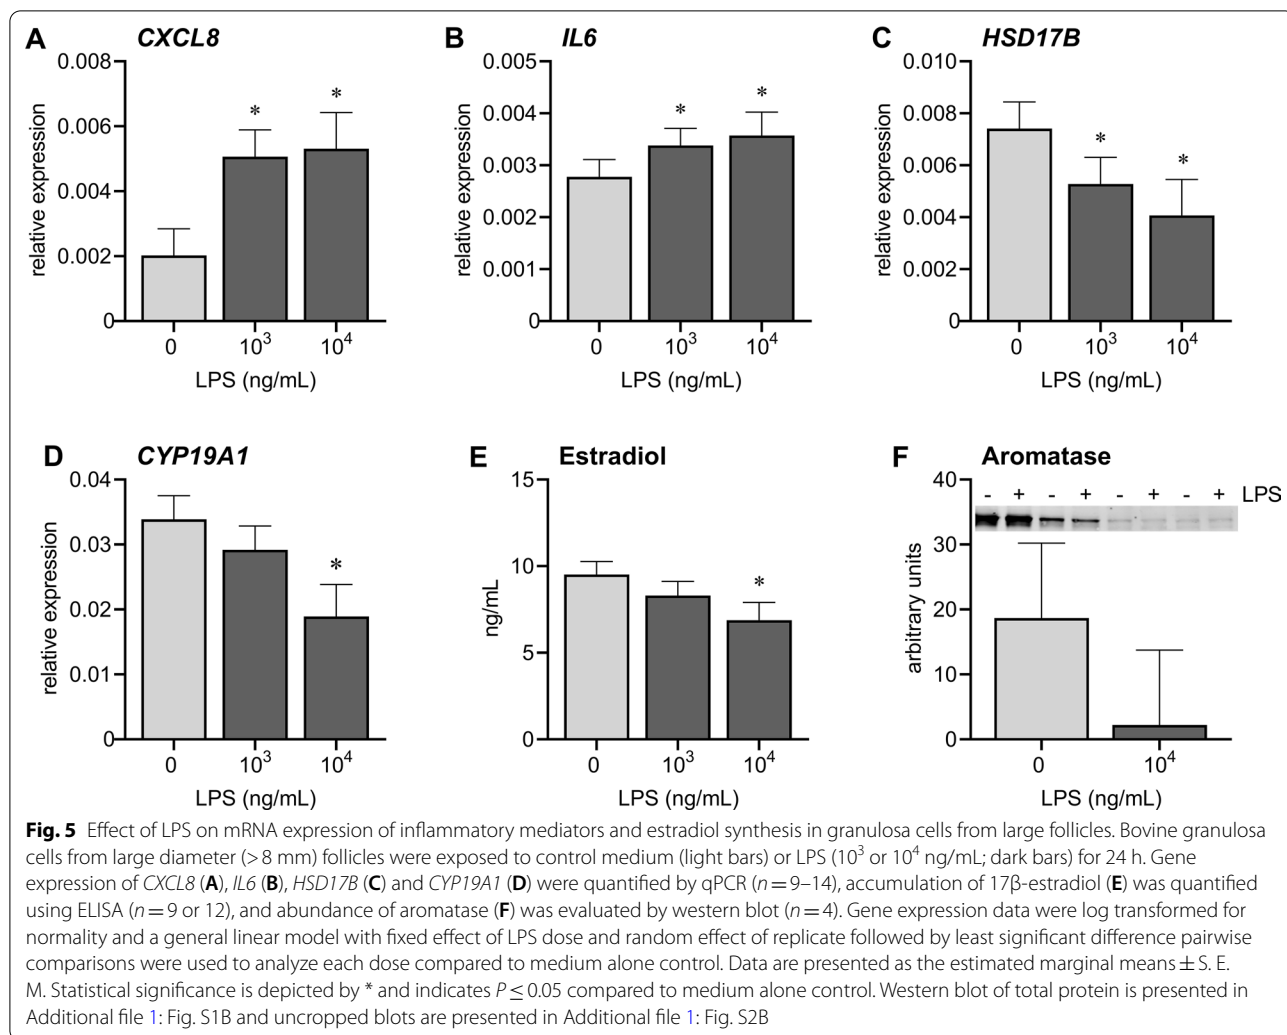 A CXCL8
0.008
0.006
0.004
0.002
0
relative expression
*
*
0 10³ 10⁴
LPS (ng/mL)
B IL6
0.005
0.004
0.003
0.002
0.001
0
relative expression
*
*
0 10³ 10⁴
LPS (ng/mL)
C HSD17B
0.010
0.008
0.006
0.004
0.002
0
relative expression
*
*
0 10³ 10⁴
LPS (ng/mL)
D CYP19A1
0.04
0.03
0.02
0.01
0
relative expression
*
0 10³ 10⁴
LPS (ng/mL)
E Estradiol
15
10
5
0
ng/mL
*
0 10³ 10⁴
LPS (ng/mL)
F Aromatase
40
30
20
10
0
arbitrary units
- + - + - + - + LPS
0 10⁴
LPS (ng/mL)
Fig. 5 Effect of LPS on mRNA expression of inflammatory mediators and estradiol synthesis in granulosa cells from large follicles. Bovine granulosa
cells from large diameter (> 8 mm) follicles were exposed to control medium (light bars) or LPS (10³ or 10⁴ ng/mL; dark bars) for 24 h. Gene
expression of CXCL8 (A), IL6 (B), HSD17B (C) and CYP19A1 (D) were quantified by qPCR (n = 9–14), accumulation of 17β-estradiol (E) was quantified
using ELISA (n = 9 or 12), and abundance of aromatase (F) was evaluated by western blot (n = 4). Gene expression data were log transformed for
normality and a general linear model with fixed effect of LPS dose and random effect of replicate followed by least significant difference pairwise
comparisons were used to analyze each dose compared to medium alone control. Data are presented as the estimated marginal means ± S. E.
M. Statistical significance is depicted by * and indicates P ≤ 0.05 compared to medium alone control. Western blot of total protein is presented in
Additional file 1: Fig. S1B and uncropped blots are presented in Additional file 1: Fig. S2B